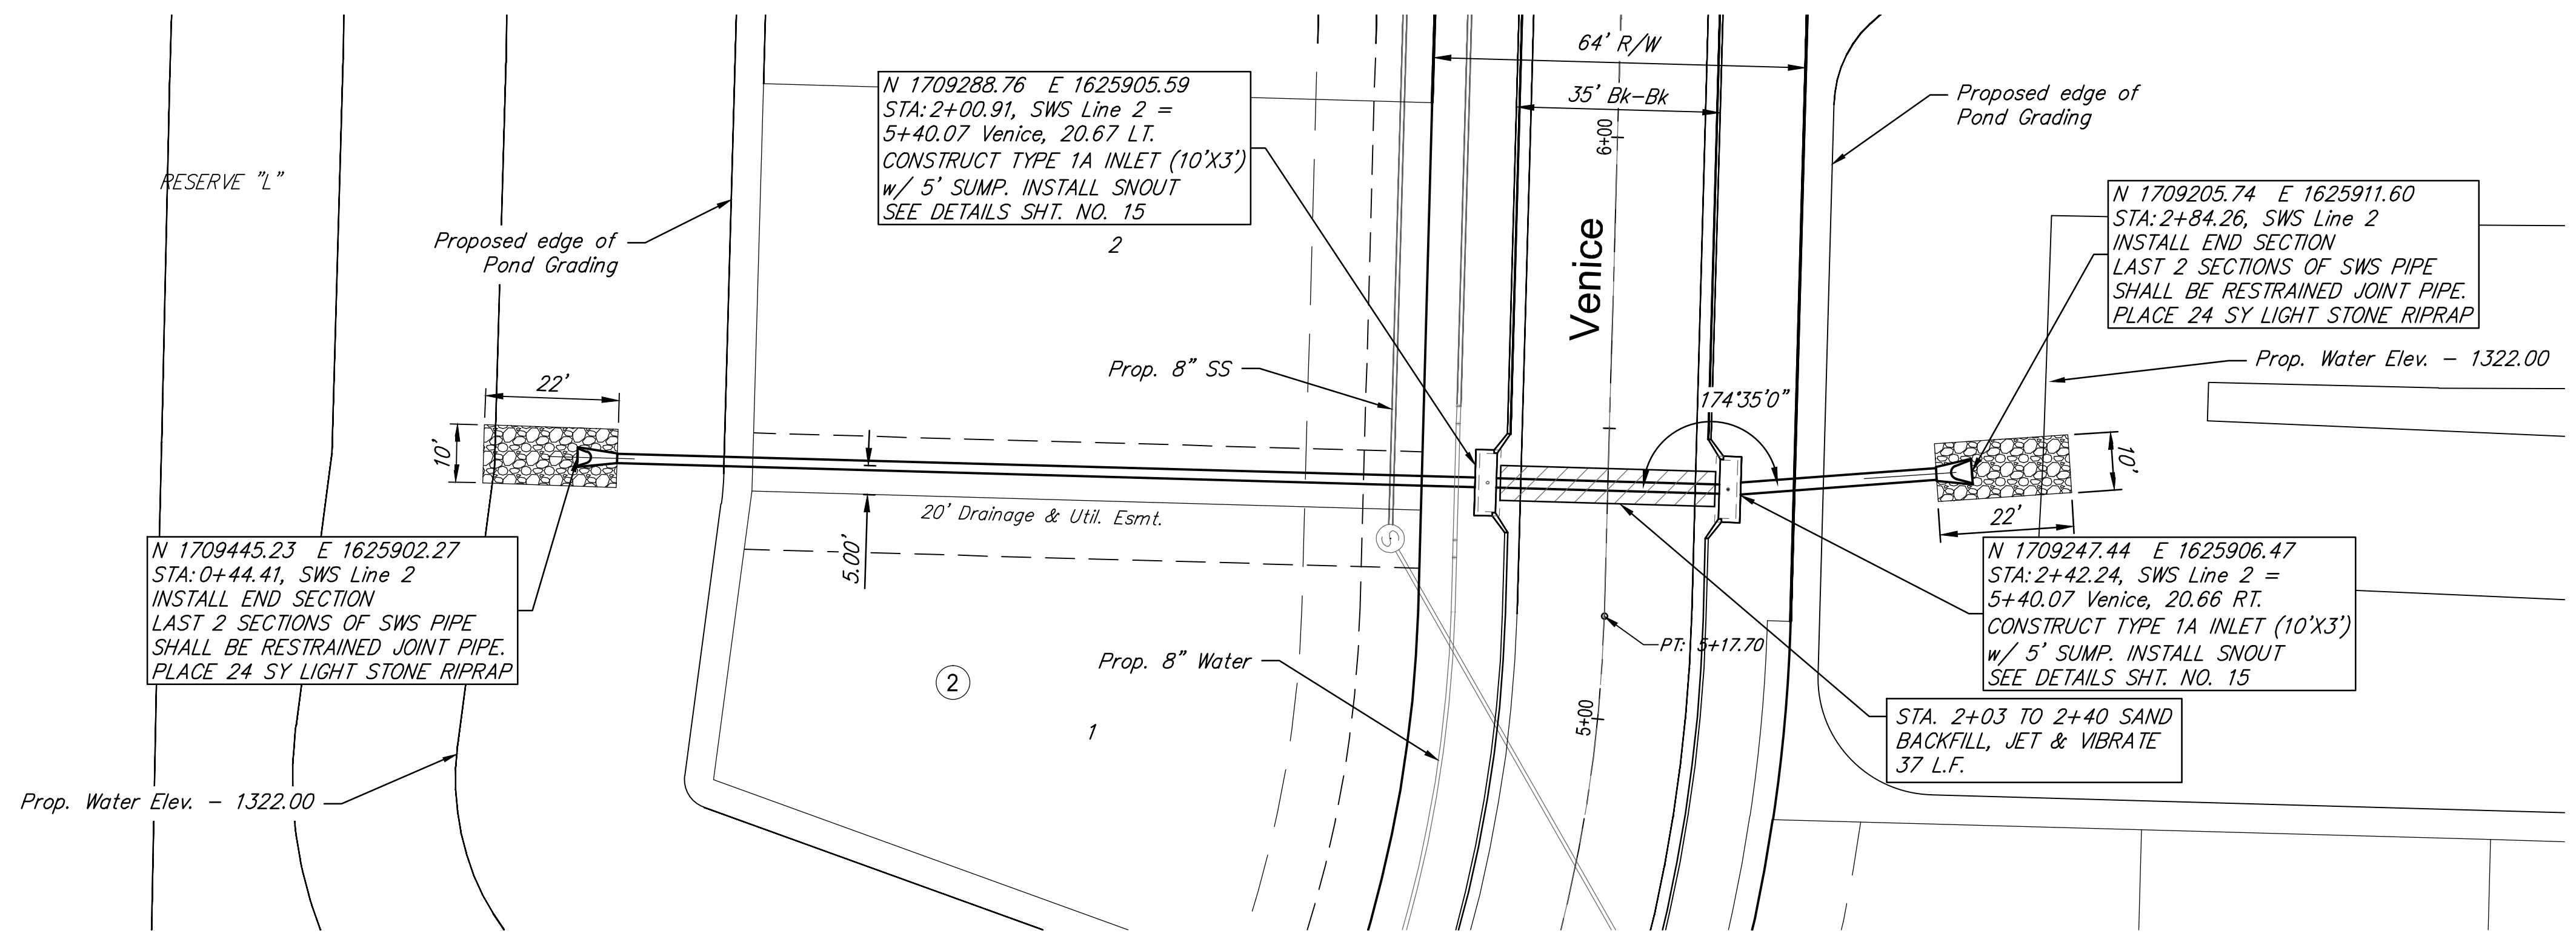 64' R/W
35' Bk-Bk
6+00
N 1709288.76 E 1625905.59
STA:2+00.91, SWS Line 2 =
5+40.07 Venice, 20.67 LT.
CONSTRUCT TYPE 1A INLET (10'X3')
w/ 5' SUMP. INSTALL SNOUT
SEE DETAILS SHT. NO. 15
2
Proposed edge of
Pond Grading
RESERVE "L"
Proposed edge of
Pond Grading
N 1709205.74 E 1625911.60
STA:2+84.26, SWS Line 2
INSTALL END SECTION
LAST 2 SECTIONS OF SWS PIPE
SHALL BE RESTRAINED JOINT PIPE.
PLACE 24 SY LIGHT STONE RIPRAP
Venice
Prop. 8" SS
Prop. Water Elev. - 1322.00
22'
10'
174°35'0"
10'
22'
20' Drainage & Util. Esmt.
5.00'
S
N 1709445.23 E 1625902.27
STA:0+44.41, SWS Line 2
INSTALL END SECTION
LAST 2 SECTIONS OF SWS PIPE
SHALL BE RESTRAINED JOINT PIPE.
PLACE 24 SY LIGHT STONE RIPRAP
N 1709247.44 E 1625906.47
STA:2+42.24, SWS Line 2 =
5+40.07 Venice, 20.66 RT.
CONSTRUCT TYPE 1A INLET (10'X3')
w/ 5' SUMP. INSTALL SNOUT
SEE DETAILS SHT. NO. 15
PT: 5+17.70
Prop. 8" Water
2
1
5+00
STA. 2+03 TO 2+40 SAND
BACKFILL, JET & VIBRATE
37 L.F.
Prop. Water Elev. - 1322.00